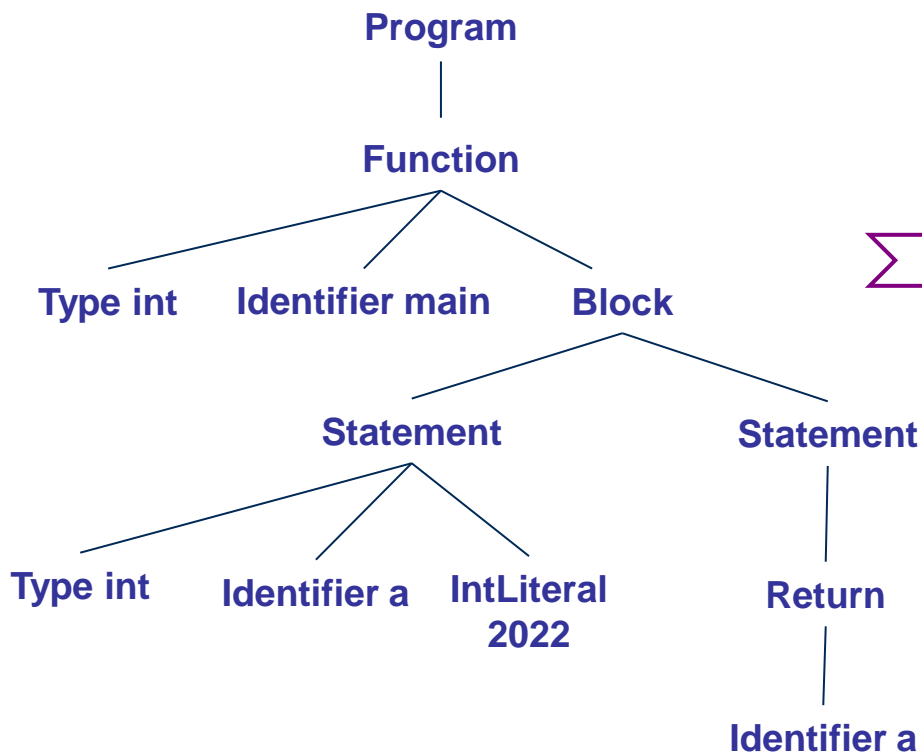 Program
Function
Type int
Identifier main
Block
Statement
Statement
Type int
Identifier a
IntLiteral
2022
Return
Identifier a